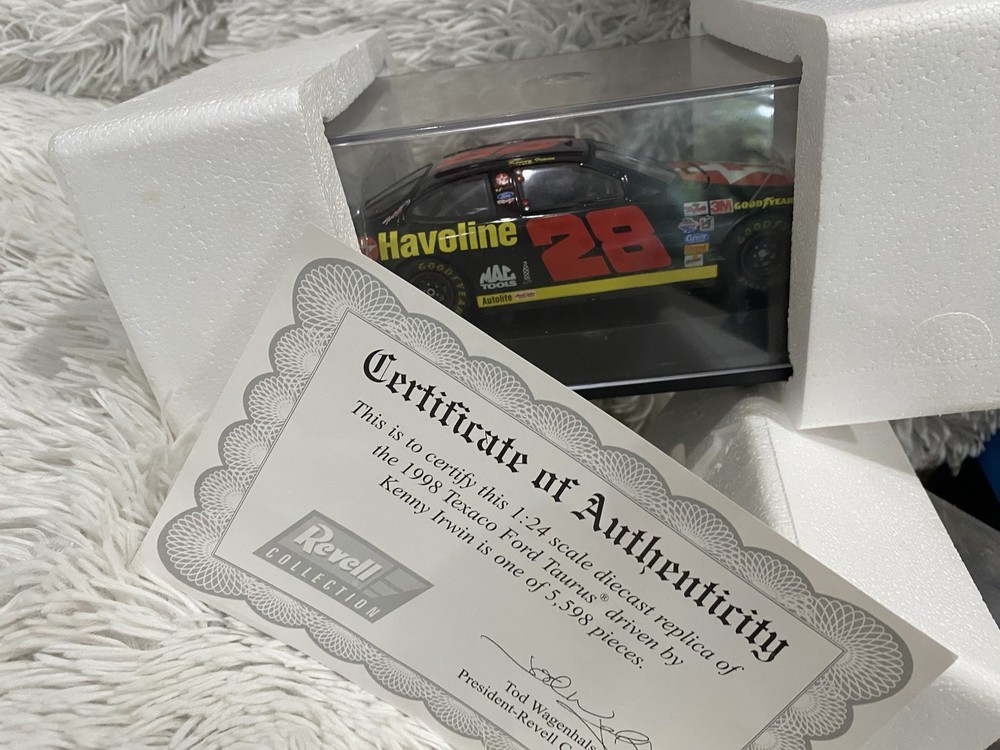 Havoline
28
MAC
TOOLS
Autolite
3M
GOODYEAR
GOODYEAR
GOODYEAR
Certificate of Authenticity
This is to certify this 1:24 scale diecast replica of
the 1998 Texaco Ford Taurus® driven by
Kenny Irwin is one of 5,598 pieces.
Revell
COLLECTION
Tod Wagenhals
President-Revell C